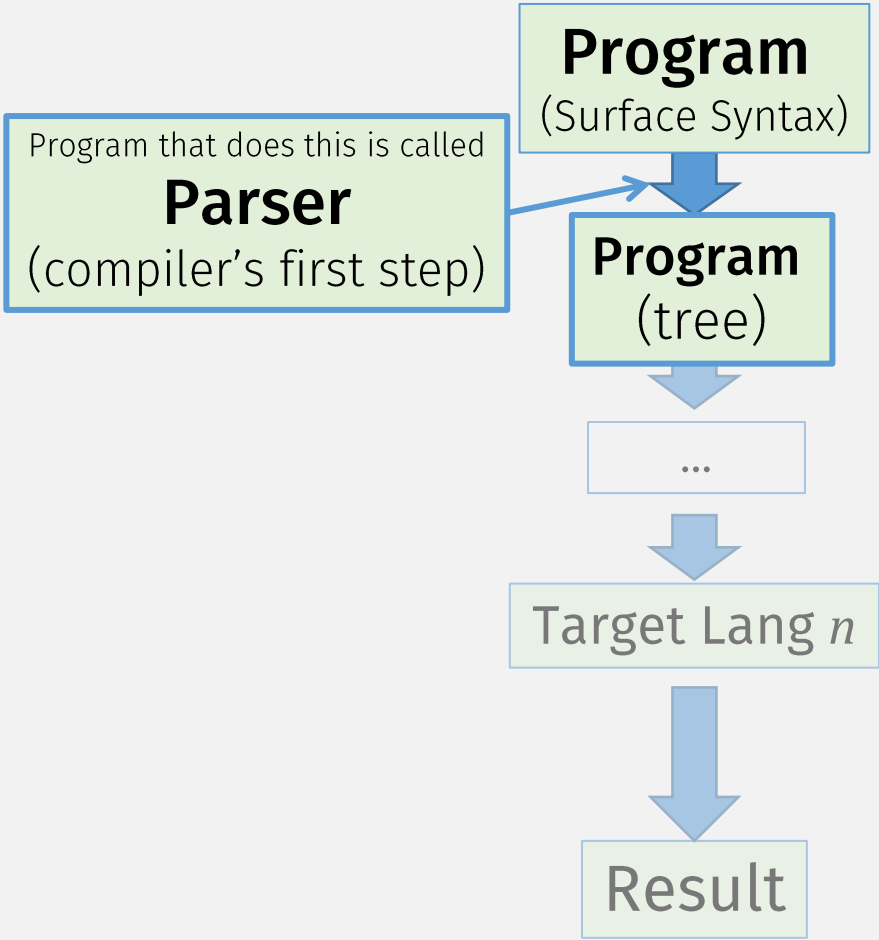 Program
(Surface Syntax)
Program that does this is called
Parser
(compiler’s first step)
Program
(tree)
...
Target Lang n
Result